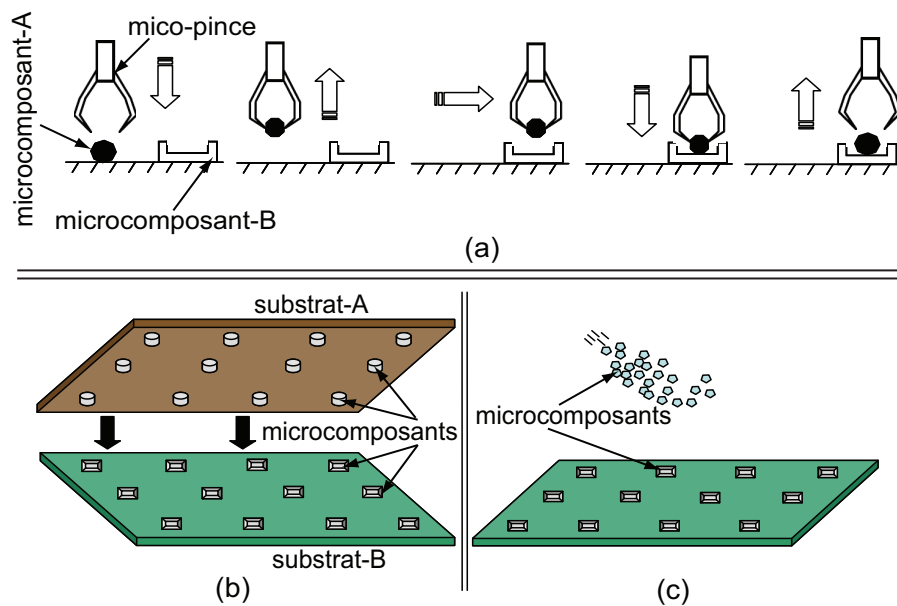 mico-pince
microcomposant-A
microcomposant-B
(a)
substrat-A
microcomposants
substrat-B
(b)
microcomposants
(c)